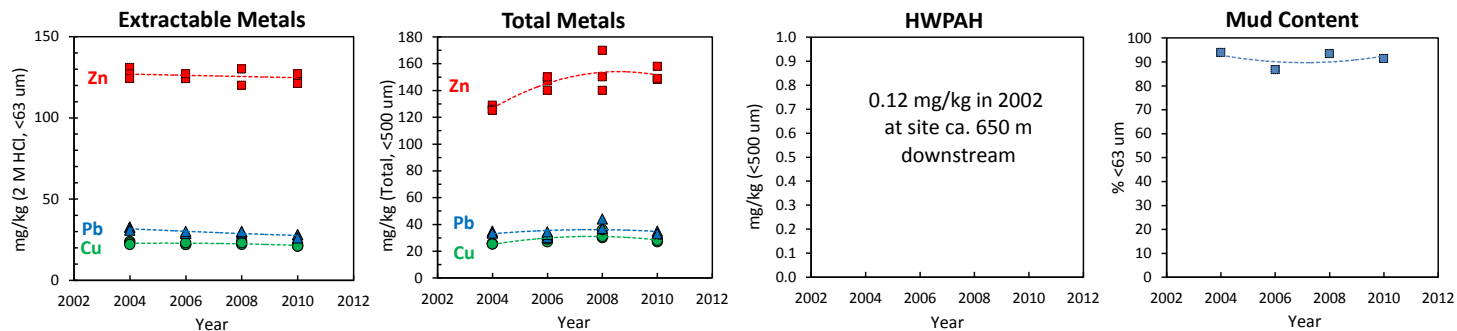 Extractable Metals
mg/kg (2 M HCl, <63 um)
150
100
50
0
Zn
Pb
Cu
2002 2004 2006 2008 2010 2012
Year
Total Metals
mg/kg (Total, <500 um)
180
160
140
120
100
80
60
40
20
0
Zn
Pb
Cu
2002 2004 2006 2008 2010 2012
Year
HWPAH
mg/kg (<500 um)
1.0
0.9
0.8
0.7
0.6
0.5
0.4
0.3
0.2
0.1
0.0
0.12 mg/kg in 2002
at site ca. 650 m
downstream
2002 2004 2006 2008 2010 2012
Year
Mud Content
% <63 um
100
90
80
70
60
50
40
30
20
10
0
2002 2004 2006 2008 2010 2012
Year